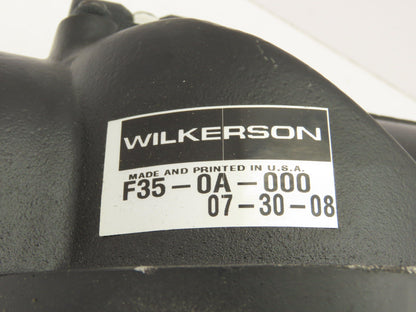 WILKERSON
MADE AND PRINTED IN U.S.A.
F35-0A-000
07-30-08